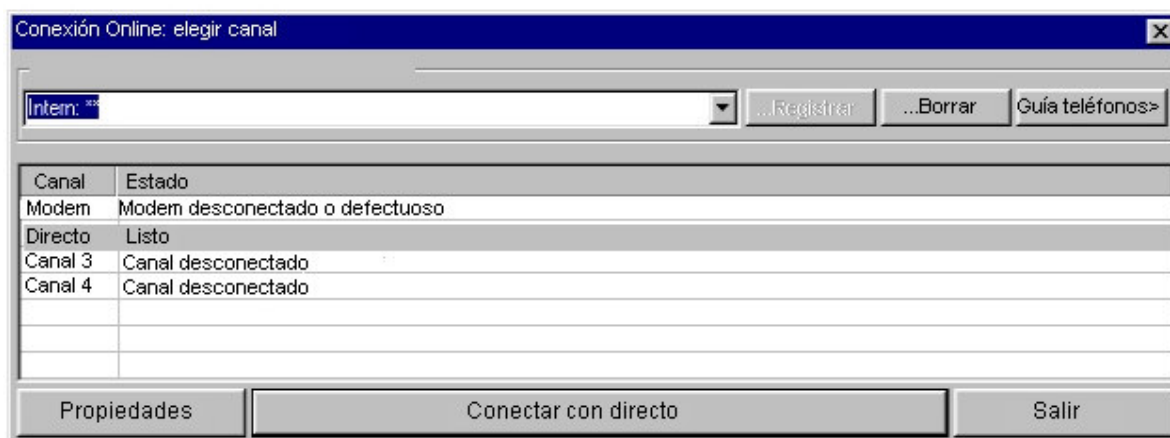 Conexión Online: elegir canal
Intern: **
...Registrar ...Borrar Guía teléfonos>
Canal Estado
Modem Modem desconectado o defectuoso
Directo Listo
Canal 3 Canal desconectado
Canal 4 Canal desconectado
Propiedades Conectar con directo Salir